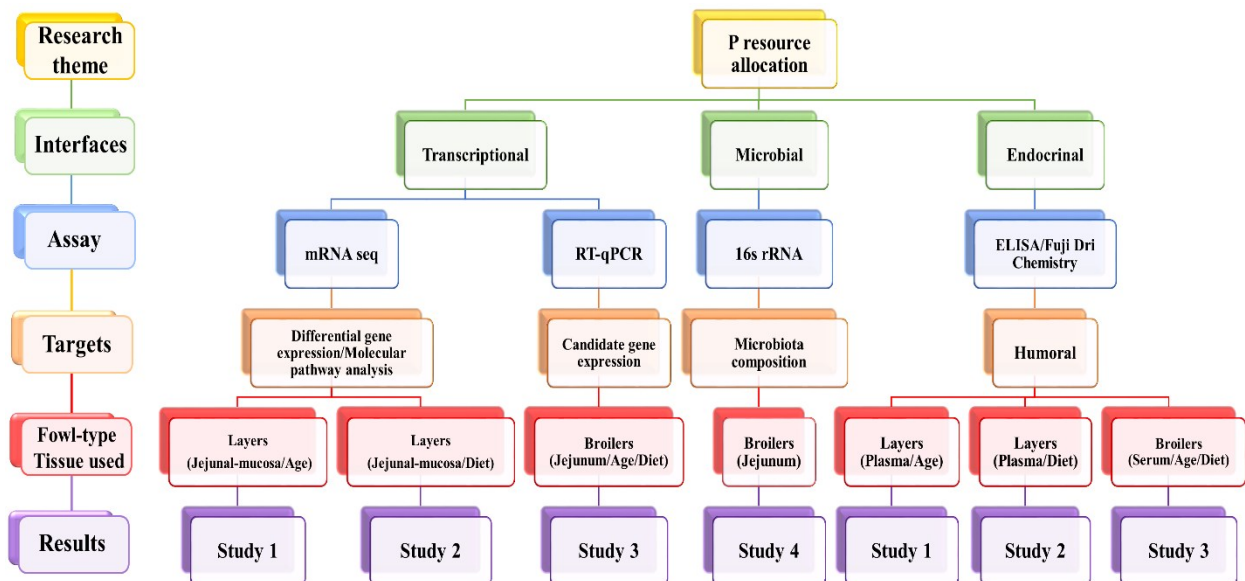 Research
theme
P resource
allocation
Interfaces
Transcriptional
Microbial
Endocrinal
Assay
mRNA seq
RT-qPCR
16s rRNA
ELISA/Fuji Dri
Chemistry
Targets
Differential gene
expression/Molecular
pathway analysis
Candidate gene
expression
Microbiota
composition
Humoral
Fowl-type
Tissue used
Layers
(Jejunal-mucosa/Age)
Layers
(Jejunal-mucosa/Diet)
Broilers
(Jejunum/Age/Diet)
Broilers
(Jejunum)
Layers
(Plasma/Age)
Layers
(Plasma/Diet)
Broilers
(Serum/Age/Diet)
Results
Study 1
Study 2
Study 3
Study 4
Study 1
Study 2
Study 3